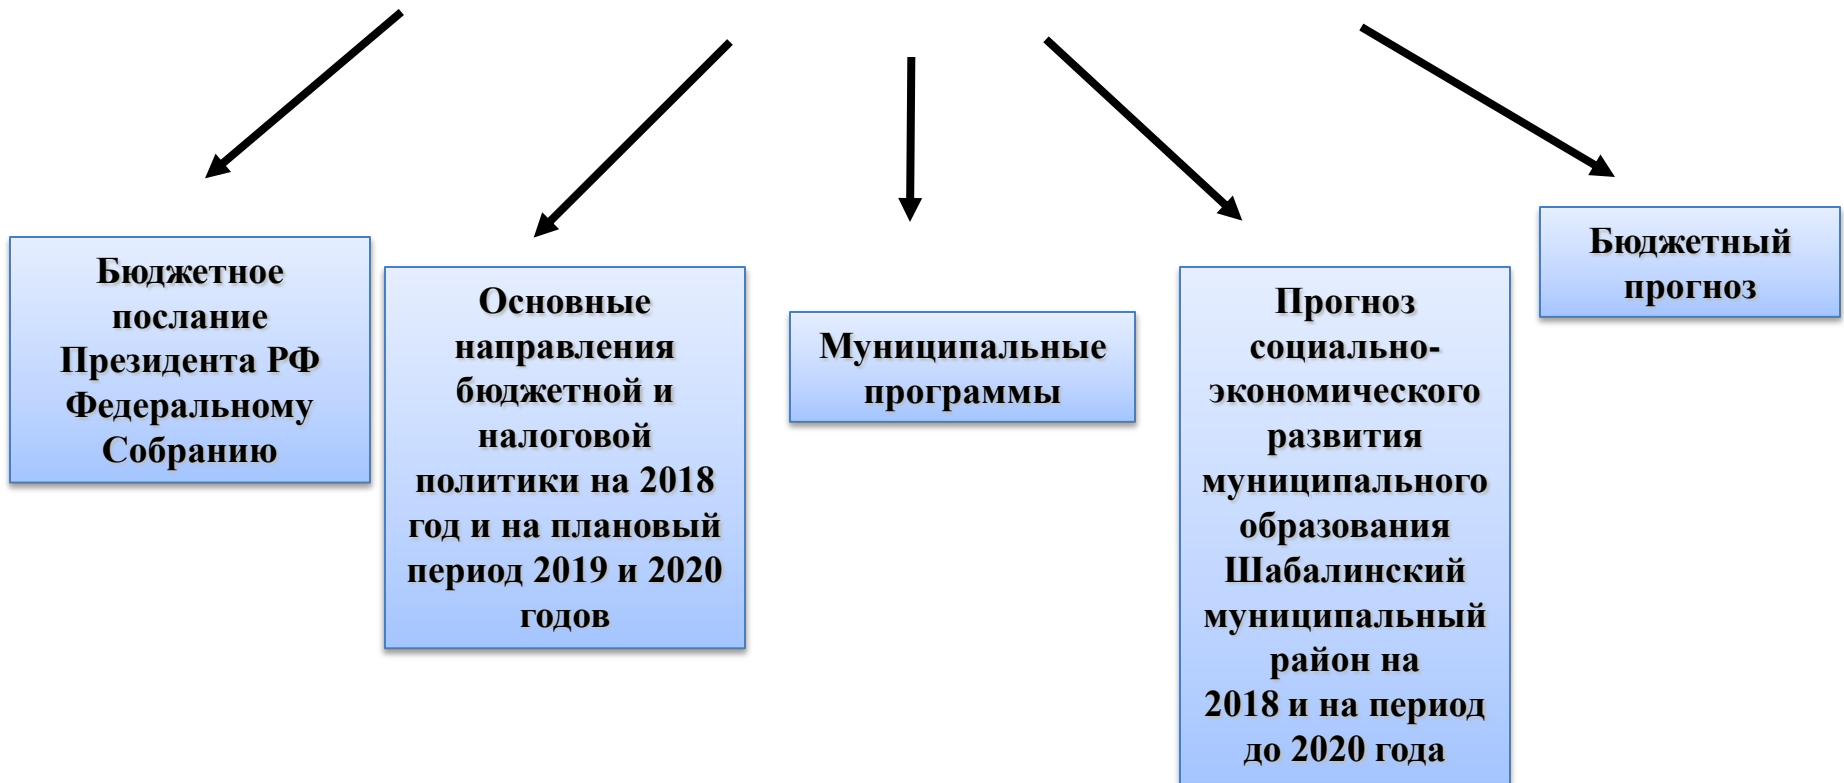 Бюджетное
послание
Президента РФ
Федеральному
Собранию
Основные
направления
бюджетной и
налоговой
политики на 2018
год и на плановый
период 2019 и 2020
годов
Муниципальные
программы
Прогноз
социально-
экономического
развития
муниципального
образования
Шабалинский
муниципальный
район на
2018 и на период
до 2020 года
Бюджетный
прогноз